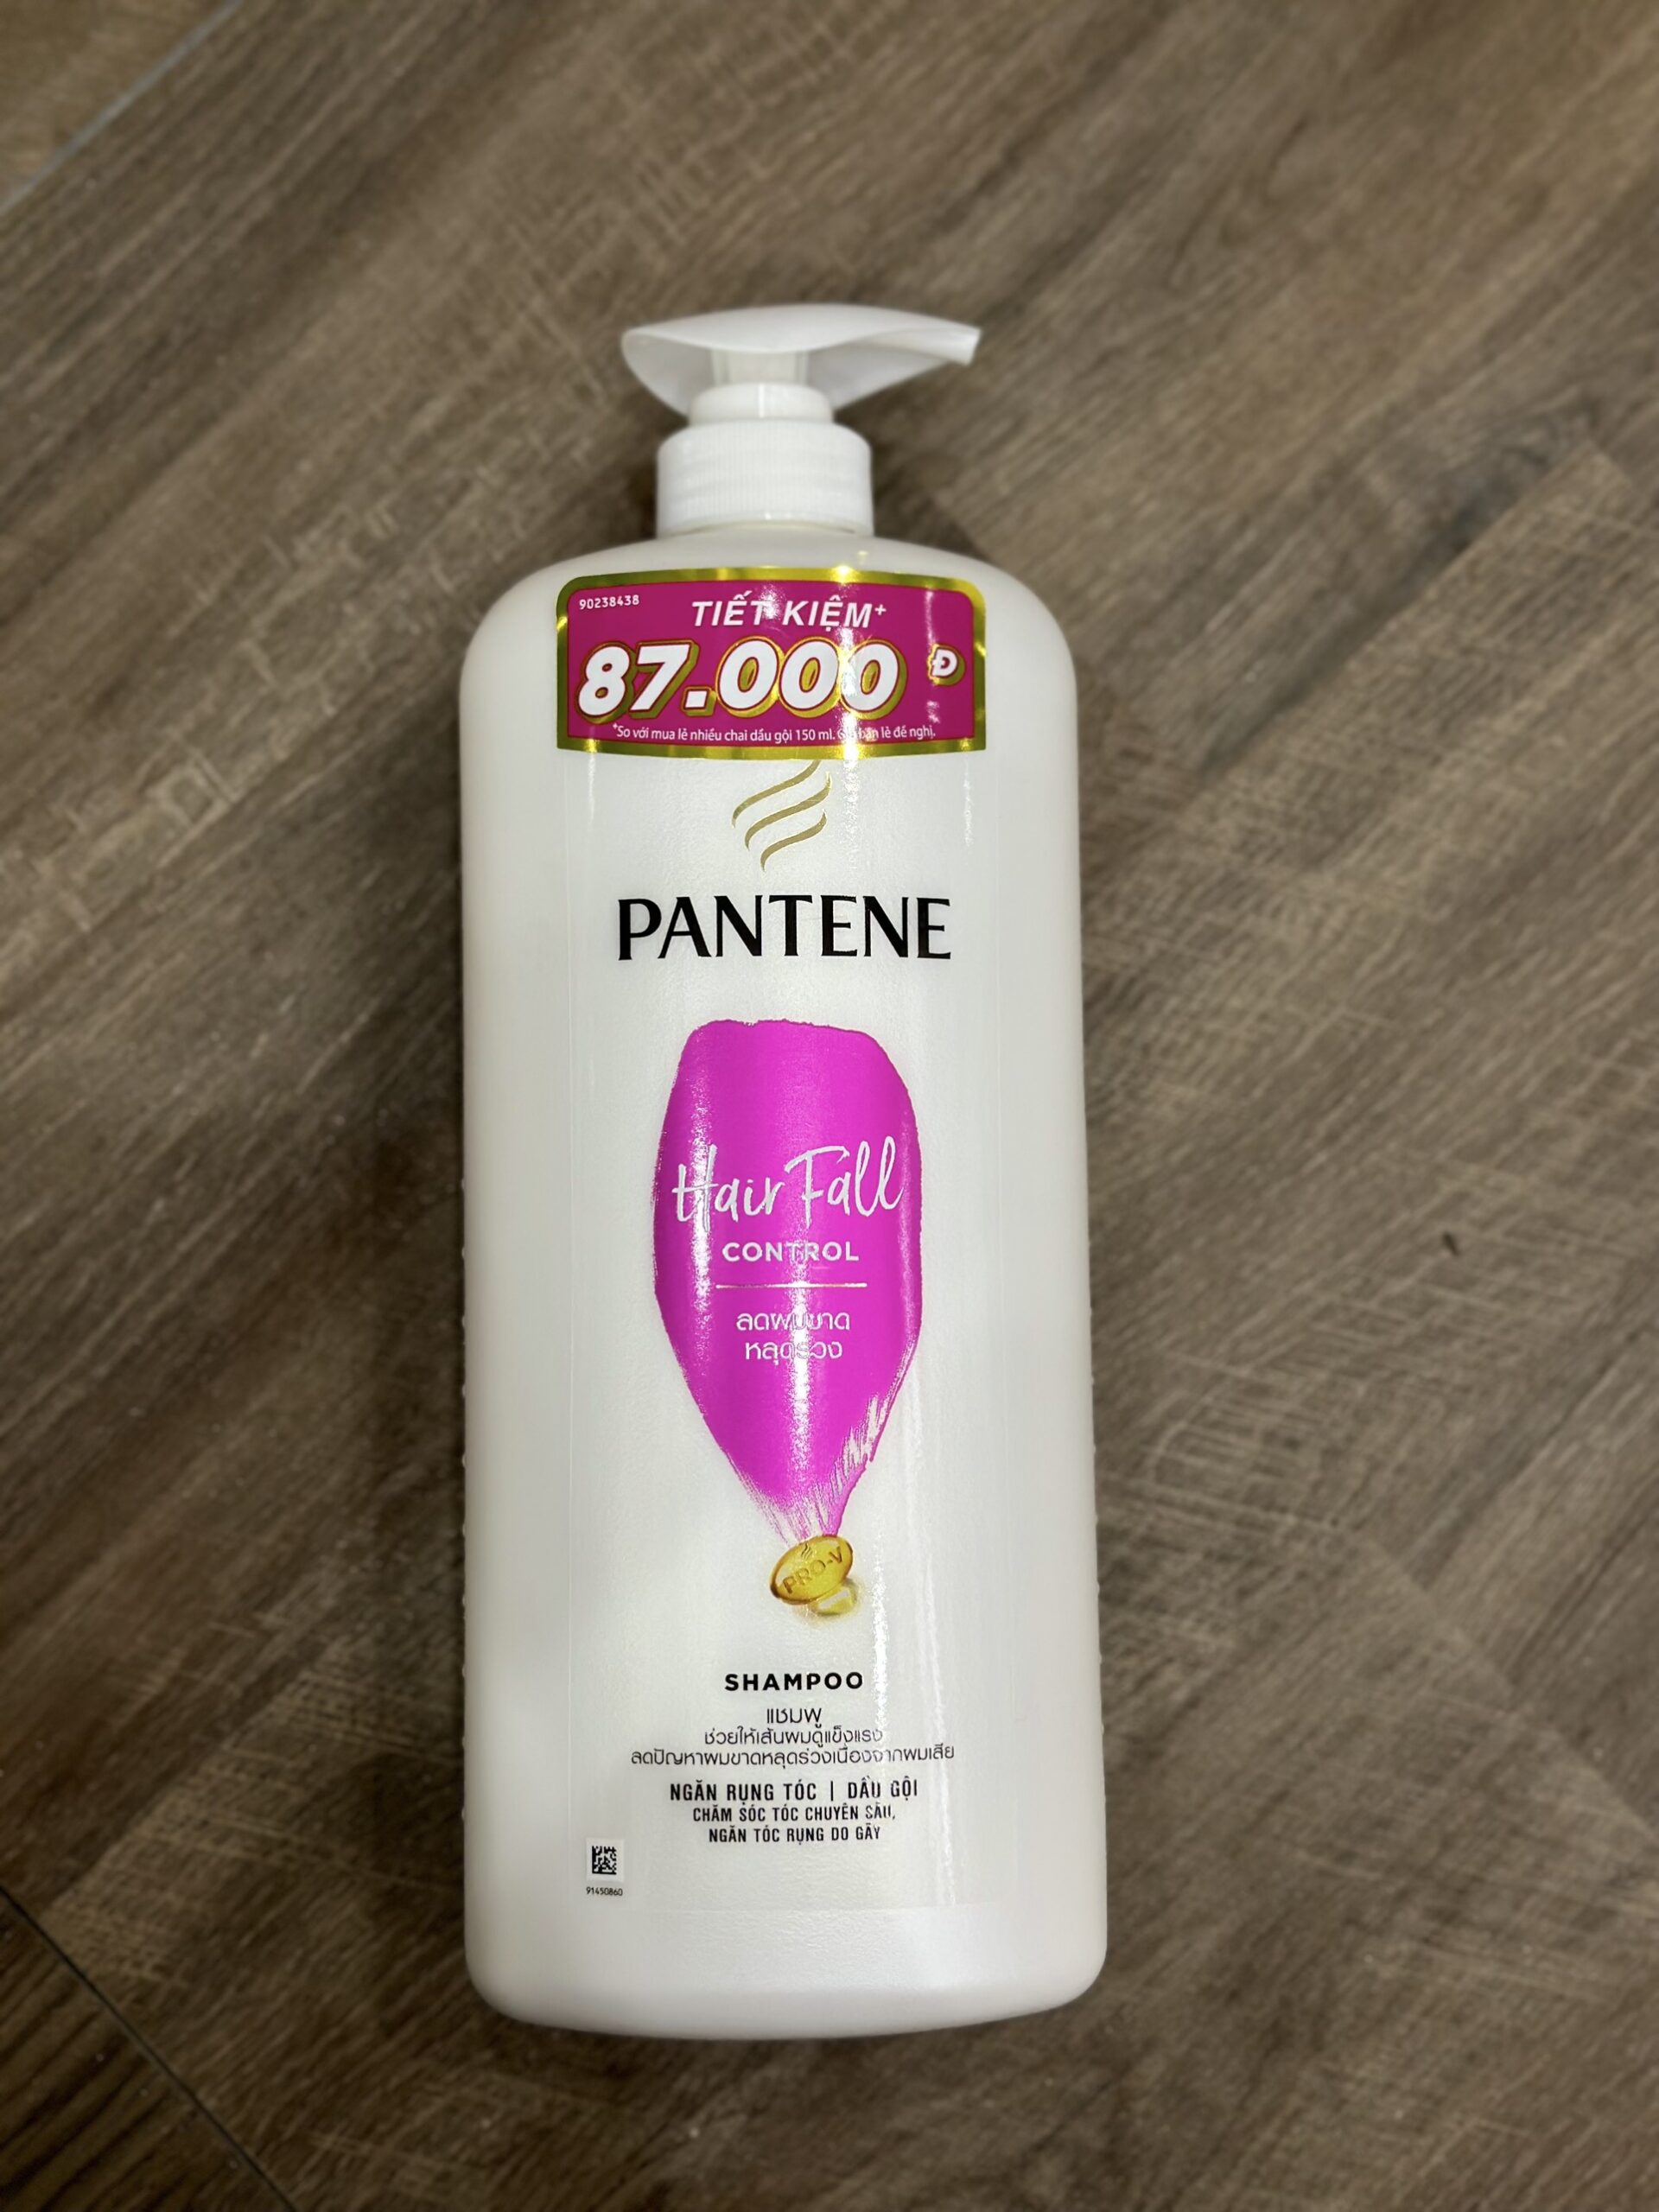 90238438
TIẾT KIỆM⁺
87.000 Đ
⁺So với mua lẻ nhiều chai dầu gội 150 ml. Giá bán lẻ đề nghị.
PANTENE
Hair Fall
CONTROL
ลดผมขาด
หลุดร่วง
PRO-V
SHAMPOO
แชมพู
ช่วยให้เส้นผมดูแข็งแรง
ลดปัญหาผมขาดหลุดร่วงเนื่องจากผมเสีย
NGĂN RỤNG TÓC | DẦU GỘI
CHĂM SÓC TÓC CHUYÊN SÂU,
NGĂN TÓC RỤNG DO GÃY
91450860